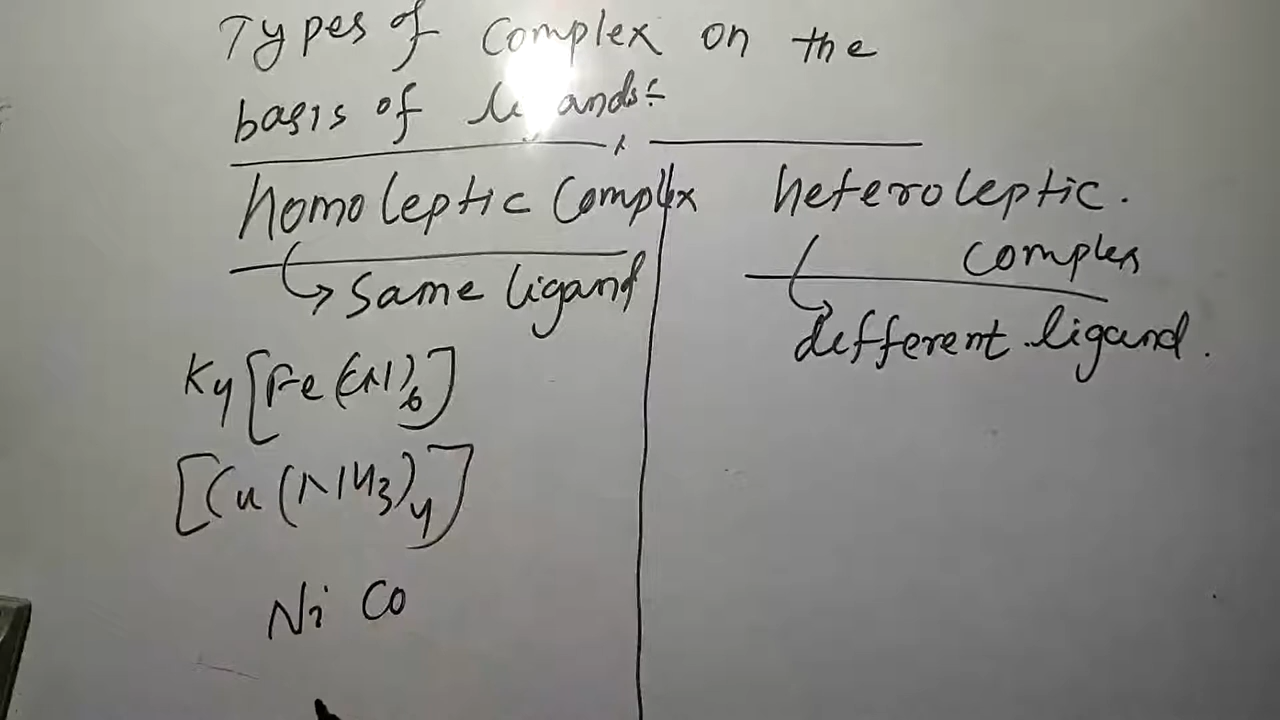 Types of Complex on the
basis of ligands:
homoleptic Complex
Same ligand
K4[Fe(CN)6]
[Cu(NH3)4]
Ni CO
heteroleptic.
complex
different ligand.